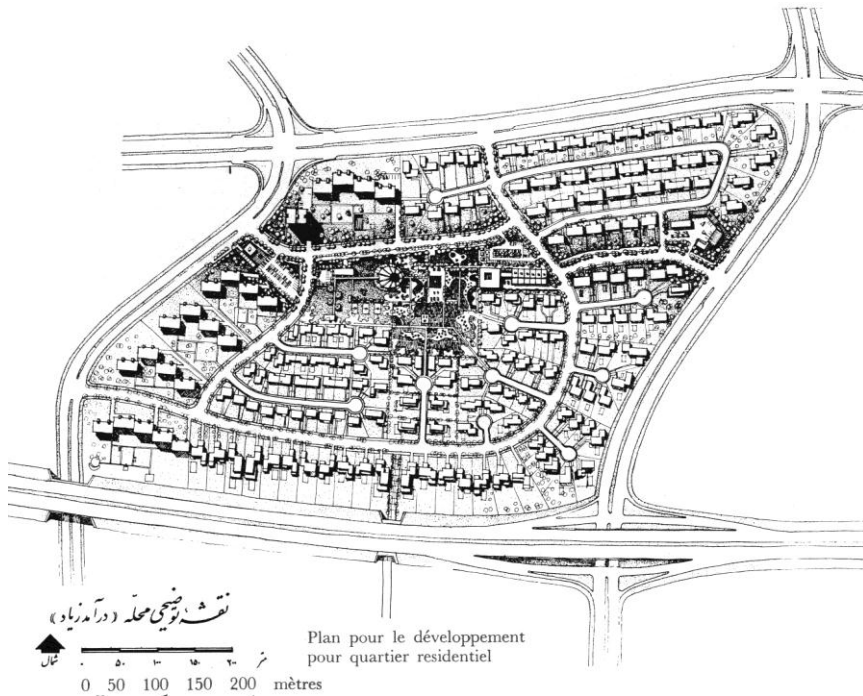 نقشه توضیحی محلّه (درآمد زیاد)
شمال
۰ ۵۰ ۱۰۰ ۱۵۰ ۲۰۰ متر
0 50 100 150 200 mètres
Plan pour le développement
pour quartier residentiel